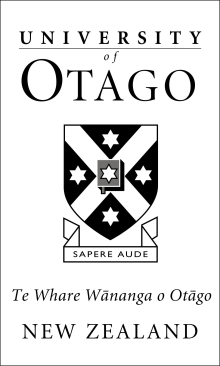 UNIVERSITY
of
OTAGO
SAPERE AUDE
Te Whare Wānanga o Otāgo
NEW ZEALAND